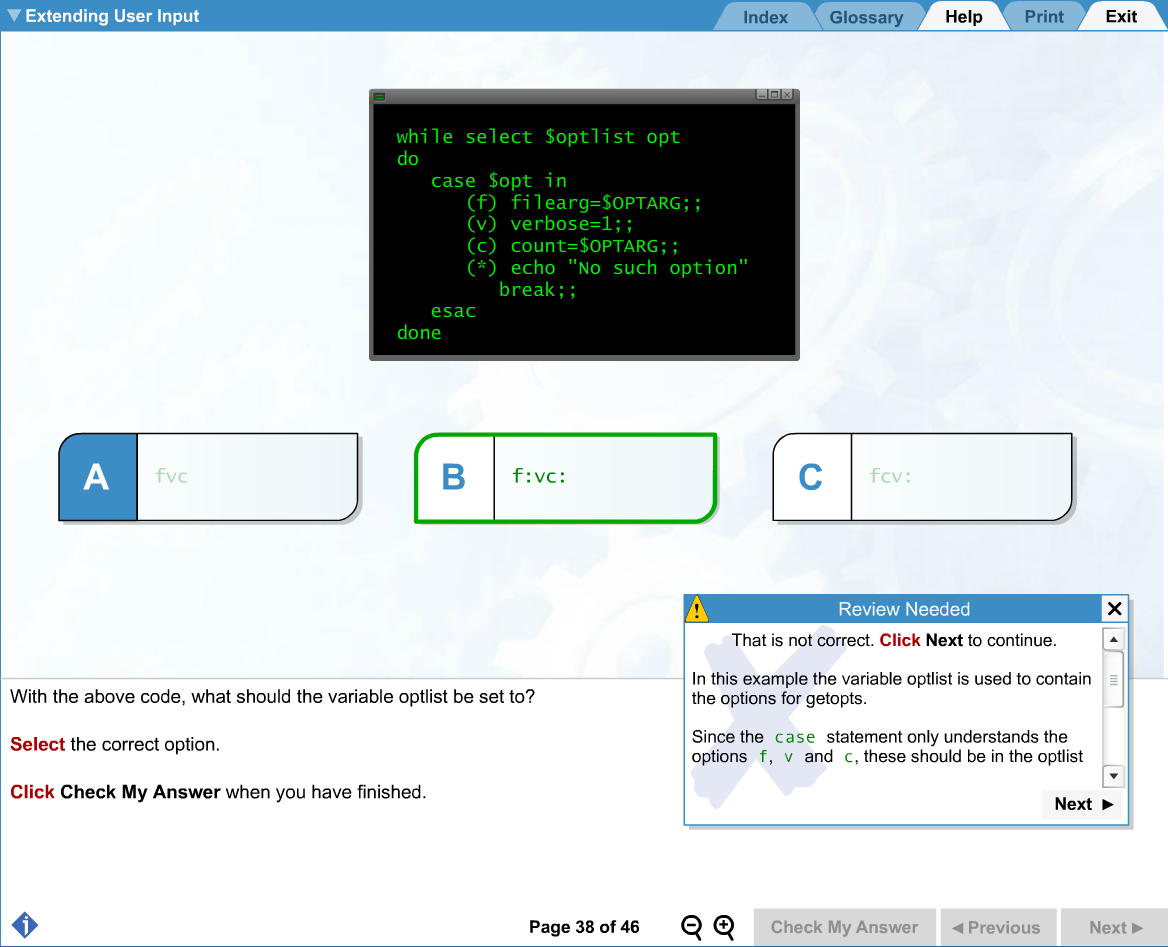 Extending User Input
Index Glossary Help Print Exit
while select $optlist opt
do
case $opt in
(f) filearg=$OPTARG;;
(v) verbose=1;;
(c) count=$OPTARG;;
(*) echo "No such option"
break;;
esac
done
A fvc
B f:vc:
C fcv:
Review Needed
That is not correct. Click Next to continue.
In this example the variable optlist is used to contain
the options for getopts.
Since the case statement only understands the
options f, v and c, these should be in the optlist
Next
With the above code, what should the variable optlist be set to?
Select the correct option.
Click Check My Answer when you have finished.
Page 38 of 46
Check My Answer
Previous
Next